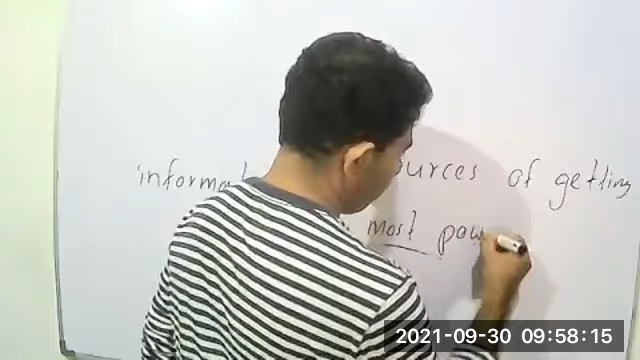 informat ources of getting
most pow
2021-09-30 09:58:15